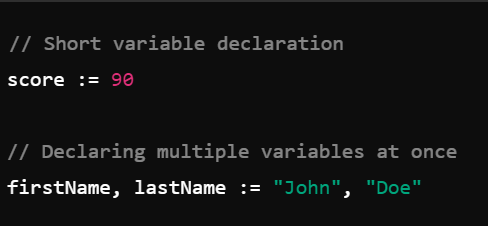 // Short variable declaration
score := 90
// Declaring multiple variables at once
firstName, lastName := "John", "Doe"